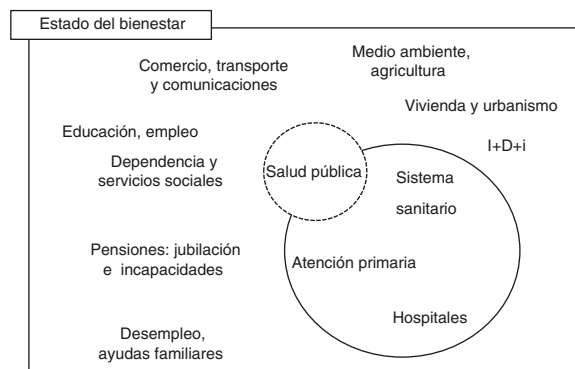 Estado del bienestar
Medio ambiente,
agricultura
Comercio, transporte
y comunicaciones
Vivienda y urbanismo
Educación, empleo
I+D+i
Dependencia y
servicios sociales
Salud pública
Sistema
sanitario
Pensiones: jubilación
e incapacidades
Atención primaria
Hospitales
Desempleo,
ayudas familiares